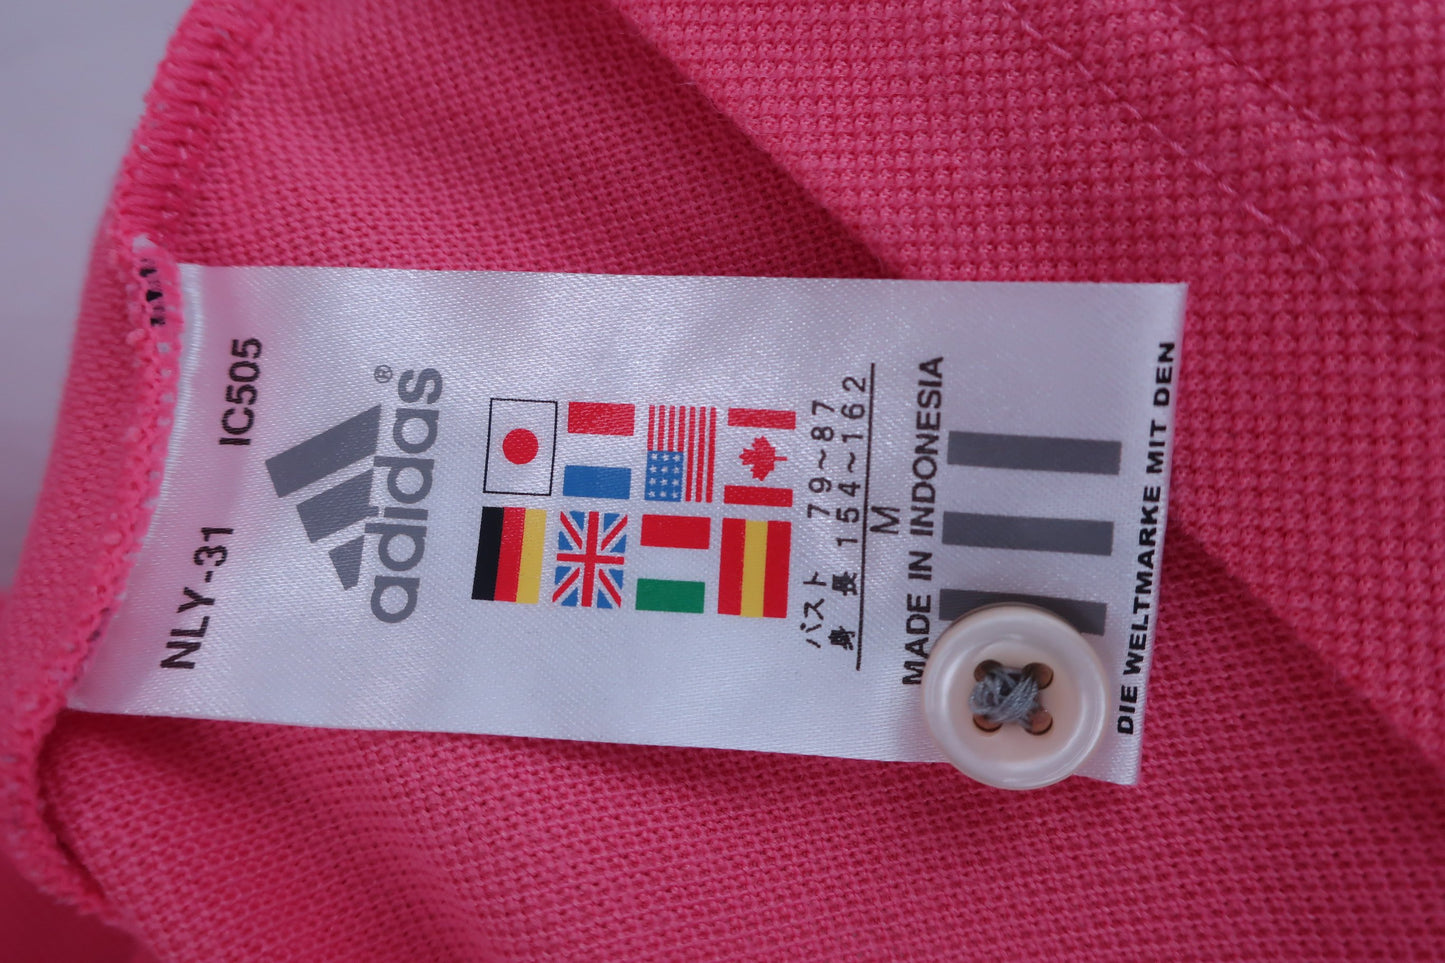 NLY-31 IC505
adidas®
バスト 79~87
身長 154~162
M
MADE IN INDONESIA
DIE WELTMARKE MIT DEN